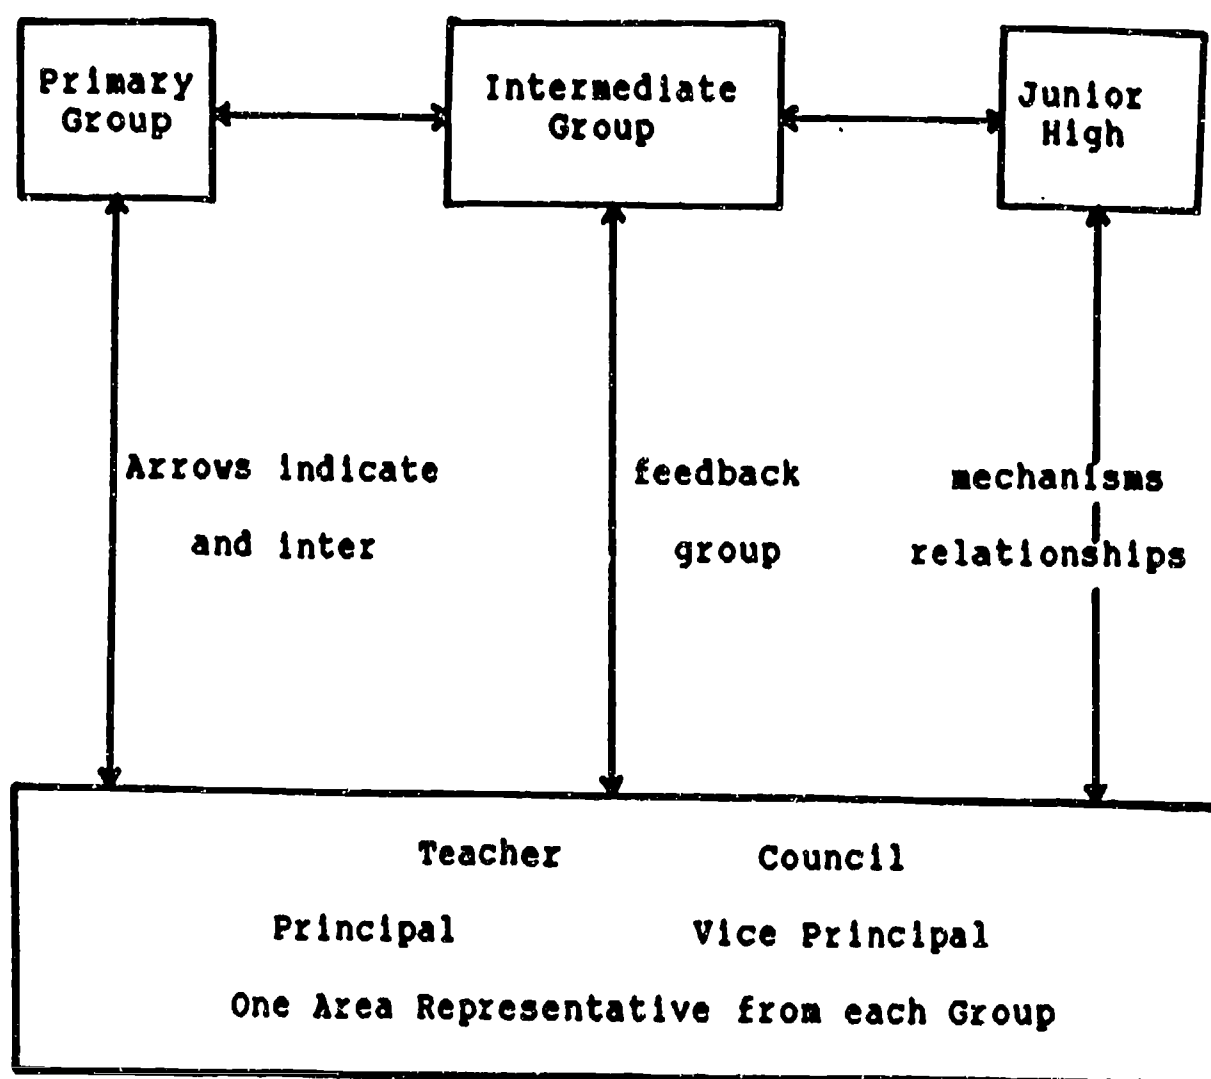 Primary
Group
Intermediate
Group
Junior
High
Arrows indicate feedback mechanisms
and inter group relationships
Teacher Council
Principal Vice Principal
One Area Representative from each Group